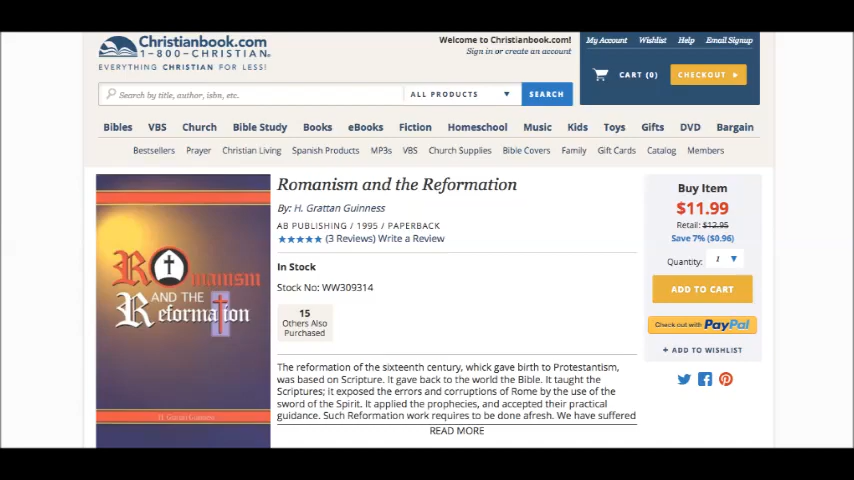 Christianbook.com
1-800-CHRISTIAN®
EVERYTHING CHRISTIAN FOR LESS!
Welcome to Christianbook.com!
Sign in or create an account
My Account Wishlist Help Email Signup
CART (0) CHECKOUT
Search by title, author, isbn, etc. ALL PRODUCTS SEARCH
Bibles VBS Church Bible Study Books eBooks Fiction Homeschool Music Kids Toys Gifts DVD Bargain
Bestsellers Prayer Christian Living Spanish Products MP3s VBS Church Supplies Bible Covers Family Gift Cards Catalog Members
Romanism
AND THE
Reformation
H. Grattan Guinness
Romanism and the Reformation
By: H. Grattan Guinness
AB PUBLISHING / 1995 / PAPERBACK
(3 Reviews) Write a Review
In Stock
Stock No: WW309314
15
Others Also
Purchased
The reformation of the sixteenth century, whick gave birth to Protestantism,
was based on Scripture. It gave back to the world the Bible. It taught the
Scriptures; it exposed the errors and corruptions of Rome by the use of the
sword of the Spirit. It applied the prophecies, and accepted their practical
guidance. Such Reformation work requires to be done afresh. We have suffered
READ MORE
Buy Item
$11.99
Retail: $12.95
Save 7% ($0.96)
Quantity: 1
ADD TO CART
Check out with PayPal
+ ADD TO WISHLIST